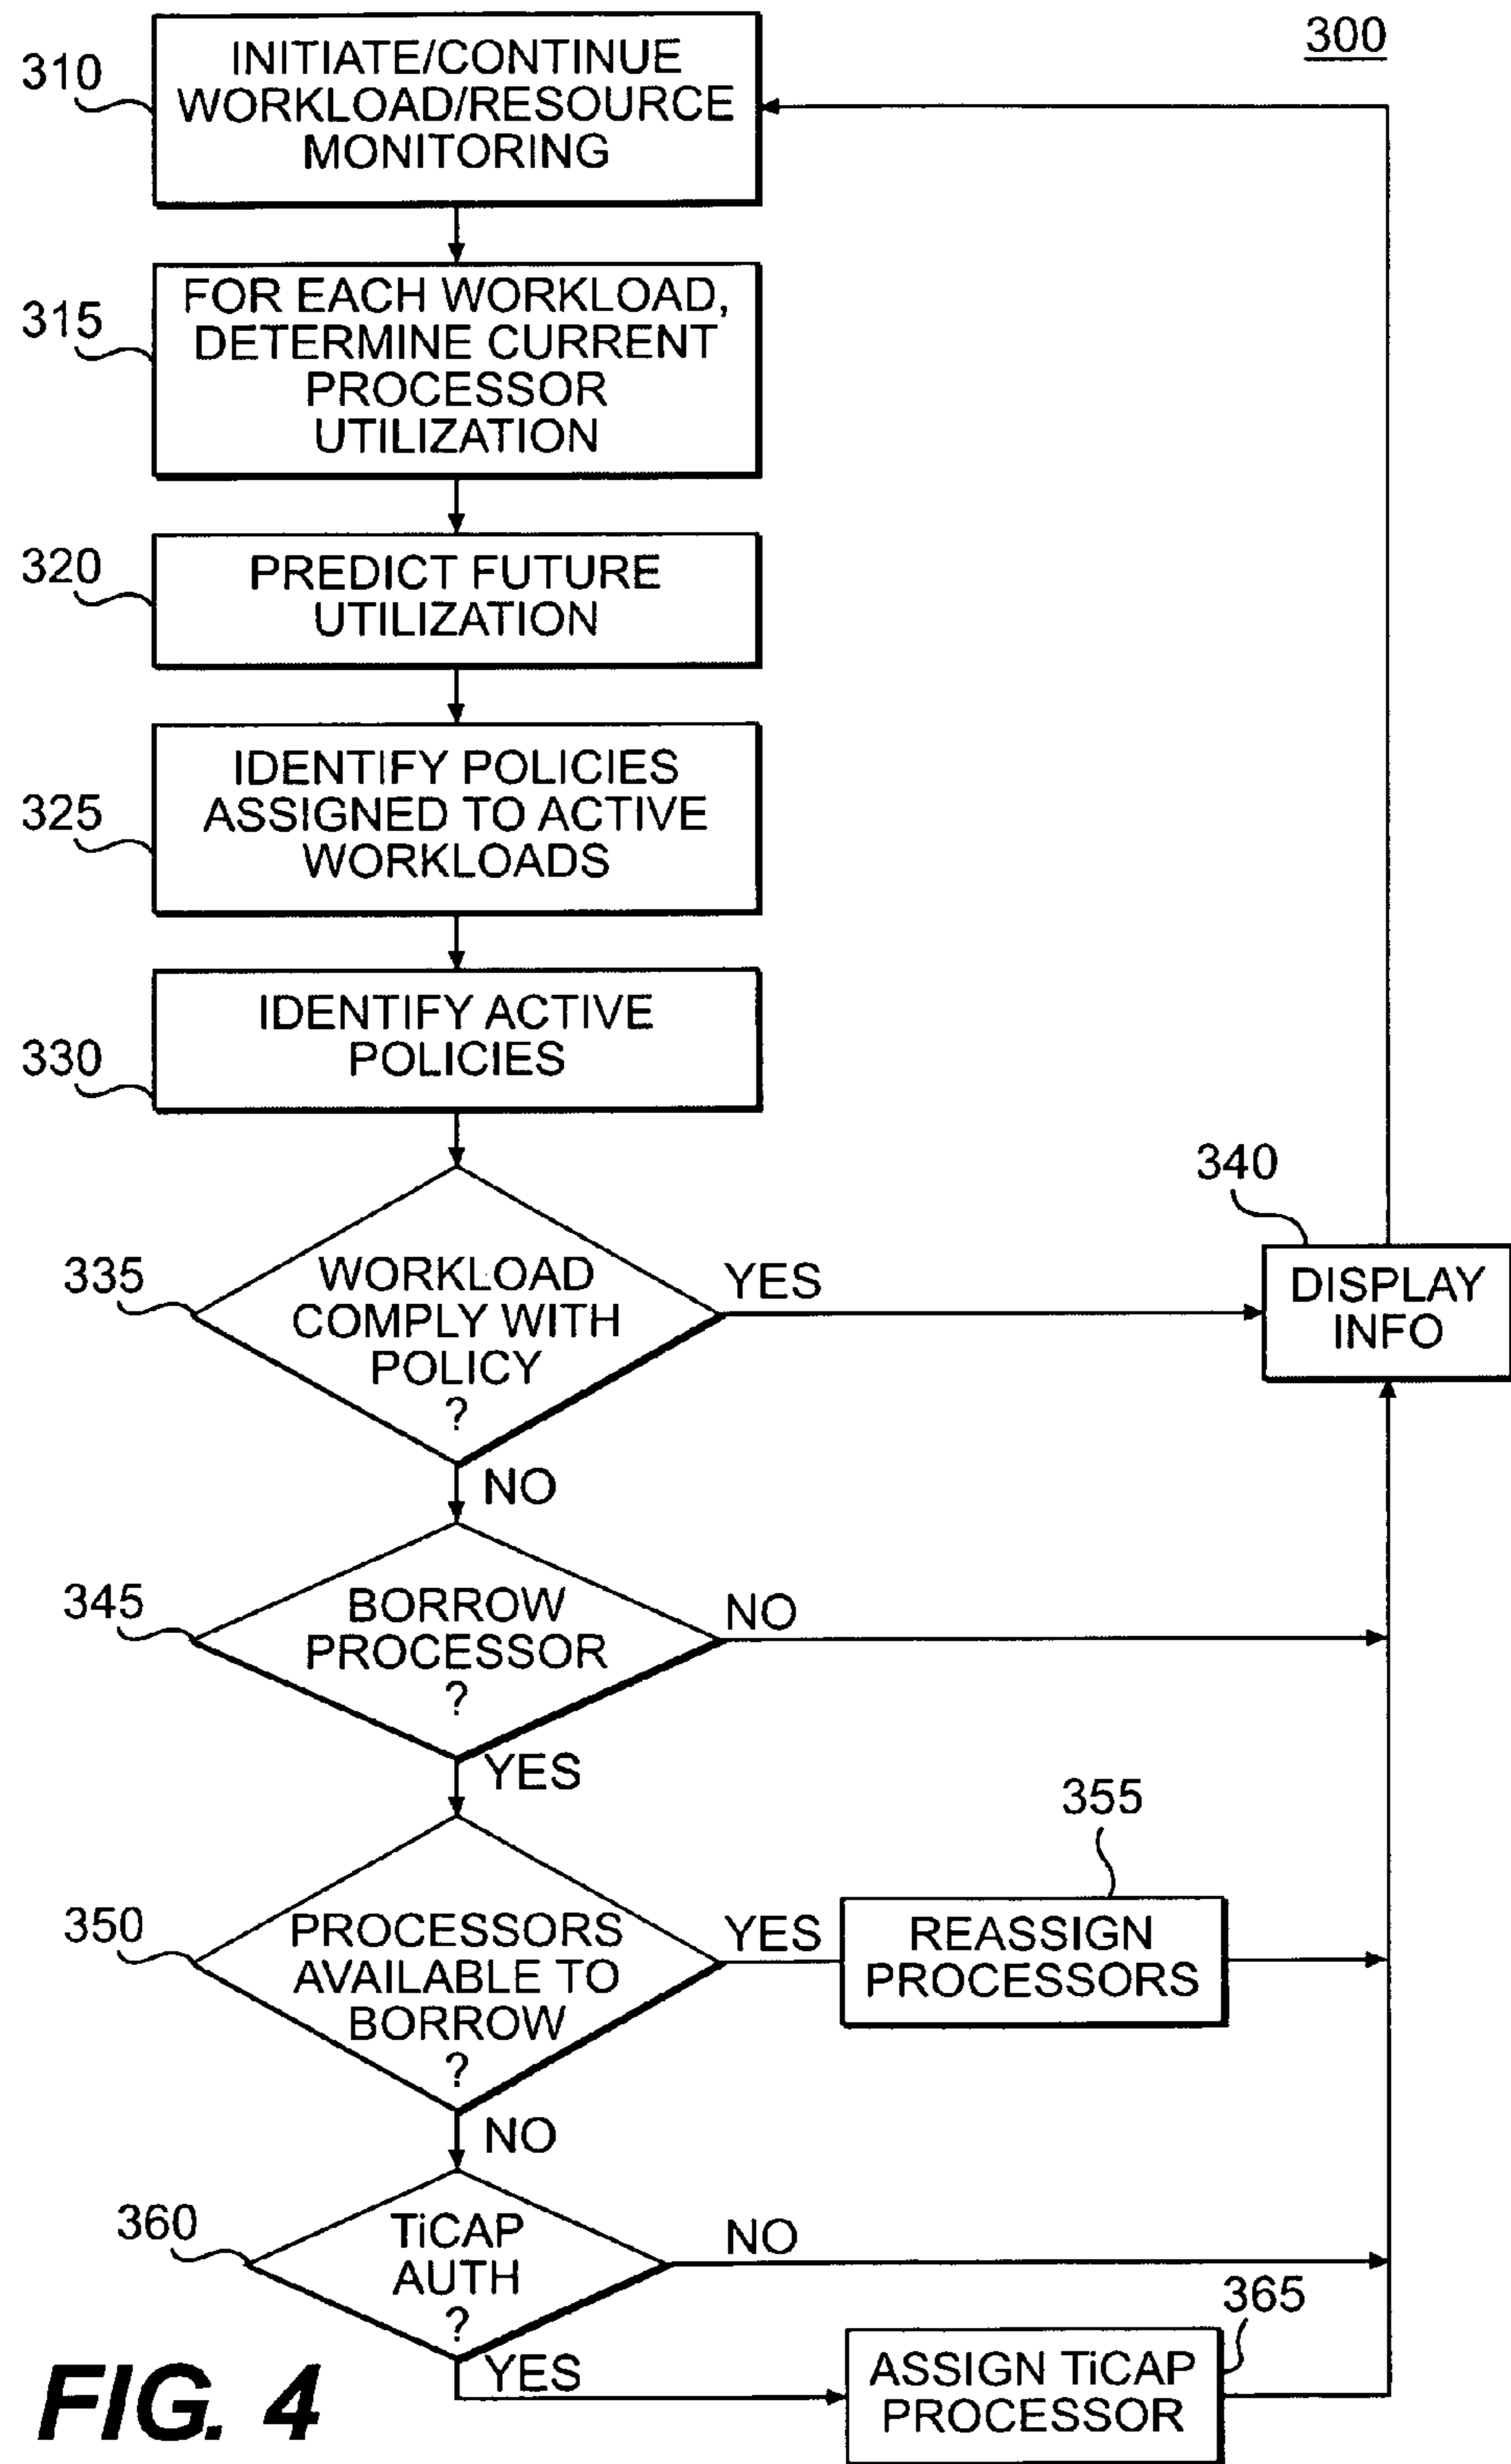 300
310
INITIATE/CONTINUE
WORKLOAD/RESOURCE
MONITORING
315
FOR EACH WORKLOAD,
DETERMINE CURRENT
PROCESSOR
UTILIZATION
320
PREDICT FUTURE
UTILIZATION
325
IDENTIFY POLICIES
ASSIGNED TO ACTIVE
WORKLOADS
330
IDENTIFY ACTIVE
POLICIES
335
WORKLOAD
COMPLY WITH
POLICY
?
YES
340
DISPLAY
INFO
NO
345
BORROW
PROCESSOR
?
NO
YES
350
PROCESSORS
AVAILABLE TO
BORROW
?
YES
355
REASSIGN
PROCESSORS
NO
360
TiCAP
AUTH
?
NO
YES
365
ASSIGN TiCAP
PROCESSOR
FIG. 4